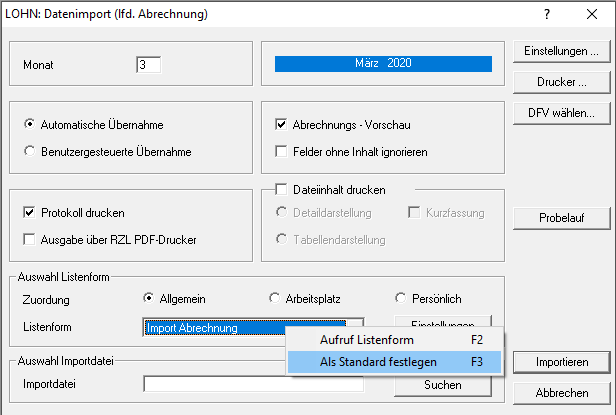 LOHN: Datenimport (lfd. Abrechnung)
Monat 3 März 2020
Einstellungen ...
Drucker ...
DFV wählen...
Automatische Übernahme
Benutzergesteuerte Übernahme
Abrechnungs - Vorschau
Felder ohne Inhalt ignorieren
Protokoll drucken
Ausgabe über RZL PDF-Drucker
Dateiinhalt drucken
Detaildarstellung Kurzfassung
Tabellendarstellung
Probelauf
Auswahl Listenform
Zuordung Allgemein Arbeitsplatz Persönlich
Listenform Import Abrechnung Einstellungen
Aufruf Listenform F2
Als Standard festlegen F3
Auswahl Importdatei
Importdatei Suchen
Importieren
Abbrechen